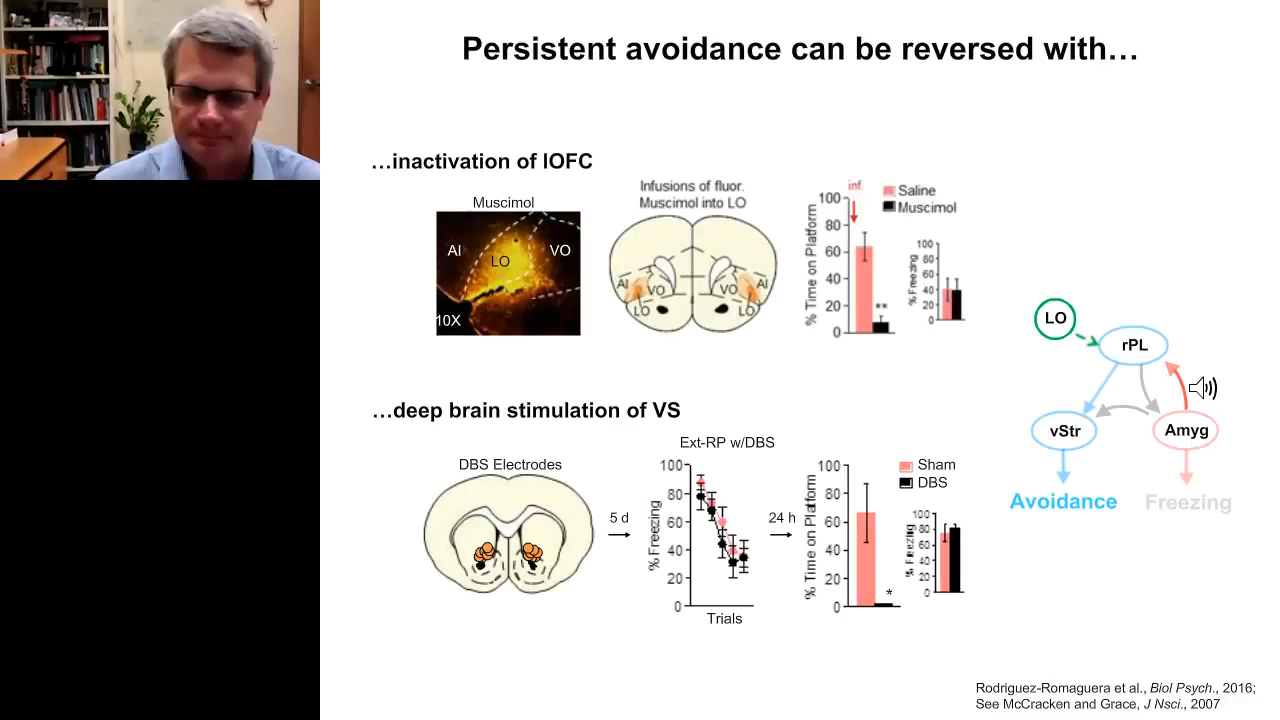 Persistent avoidance can be reversed with…
…inactivation of lOFC
Muscimol
AI
LO
VO
10X
Infusions of fluor.
Muscimol into LO
AI
VO
LO
VO
AI
LO
inf.
Saline
Muscimol
% Time on Platform
100
80
60
40
20
0
**
% Freezing
100
80
60
40
20
0
LO
rPL
vStr
Amyg
Avoidance
Freezing
…deep brain stimulation of VS
DBS Electrodes
5 d
Ext-RP w/DBS
% Freezing
100
80
60
40
20
0
Trials
24 h
Sham
DBS
% Time on Platform
100
80
60
40
20
0
*
% Freezing
100
80
60
40
20
0
Rodriguez-Romaguera et al., Biol Psych., 2016;
See McCracken and Grace, J Nsci., 2007